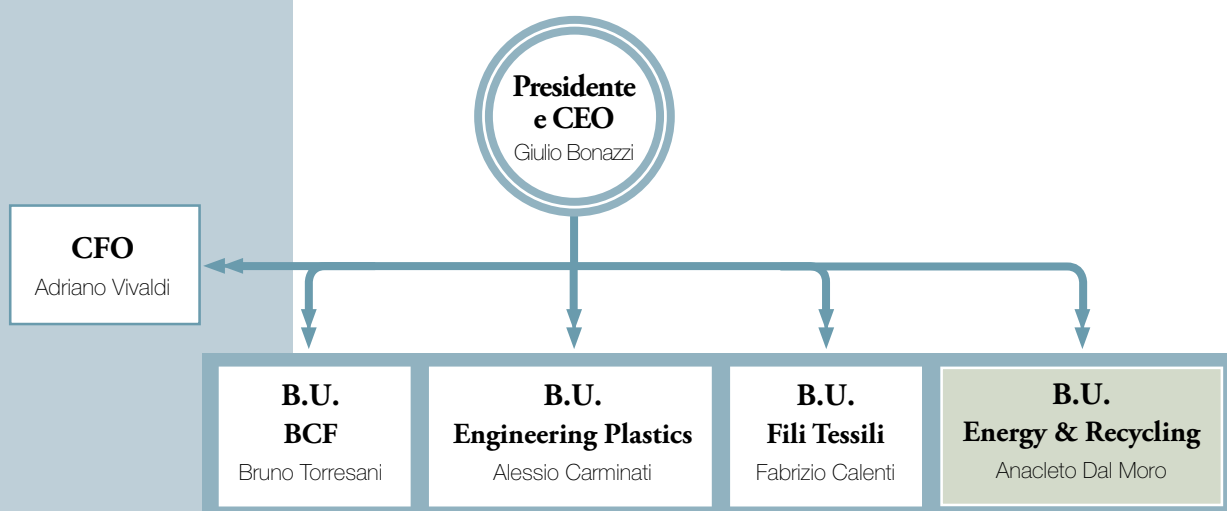 Presidente
e CEO
Giulio Bonazzi
CFO
Adriano Vivaldi
B.U.
BCF
Bruno Torresani
B.U.
Engineering Plastics
Alessio Carminati
B.U.
Fili Tessili
Fabrizio Calenti
B.U.
Energy & Recycling
Anacleto Dal Moro